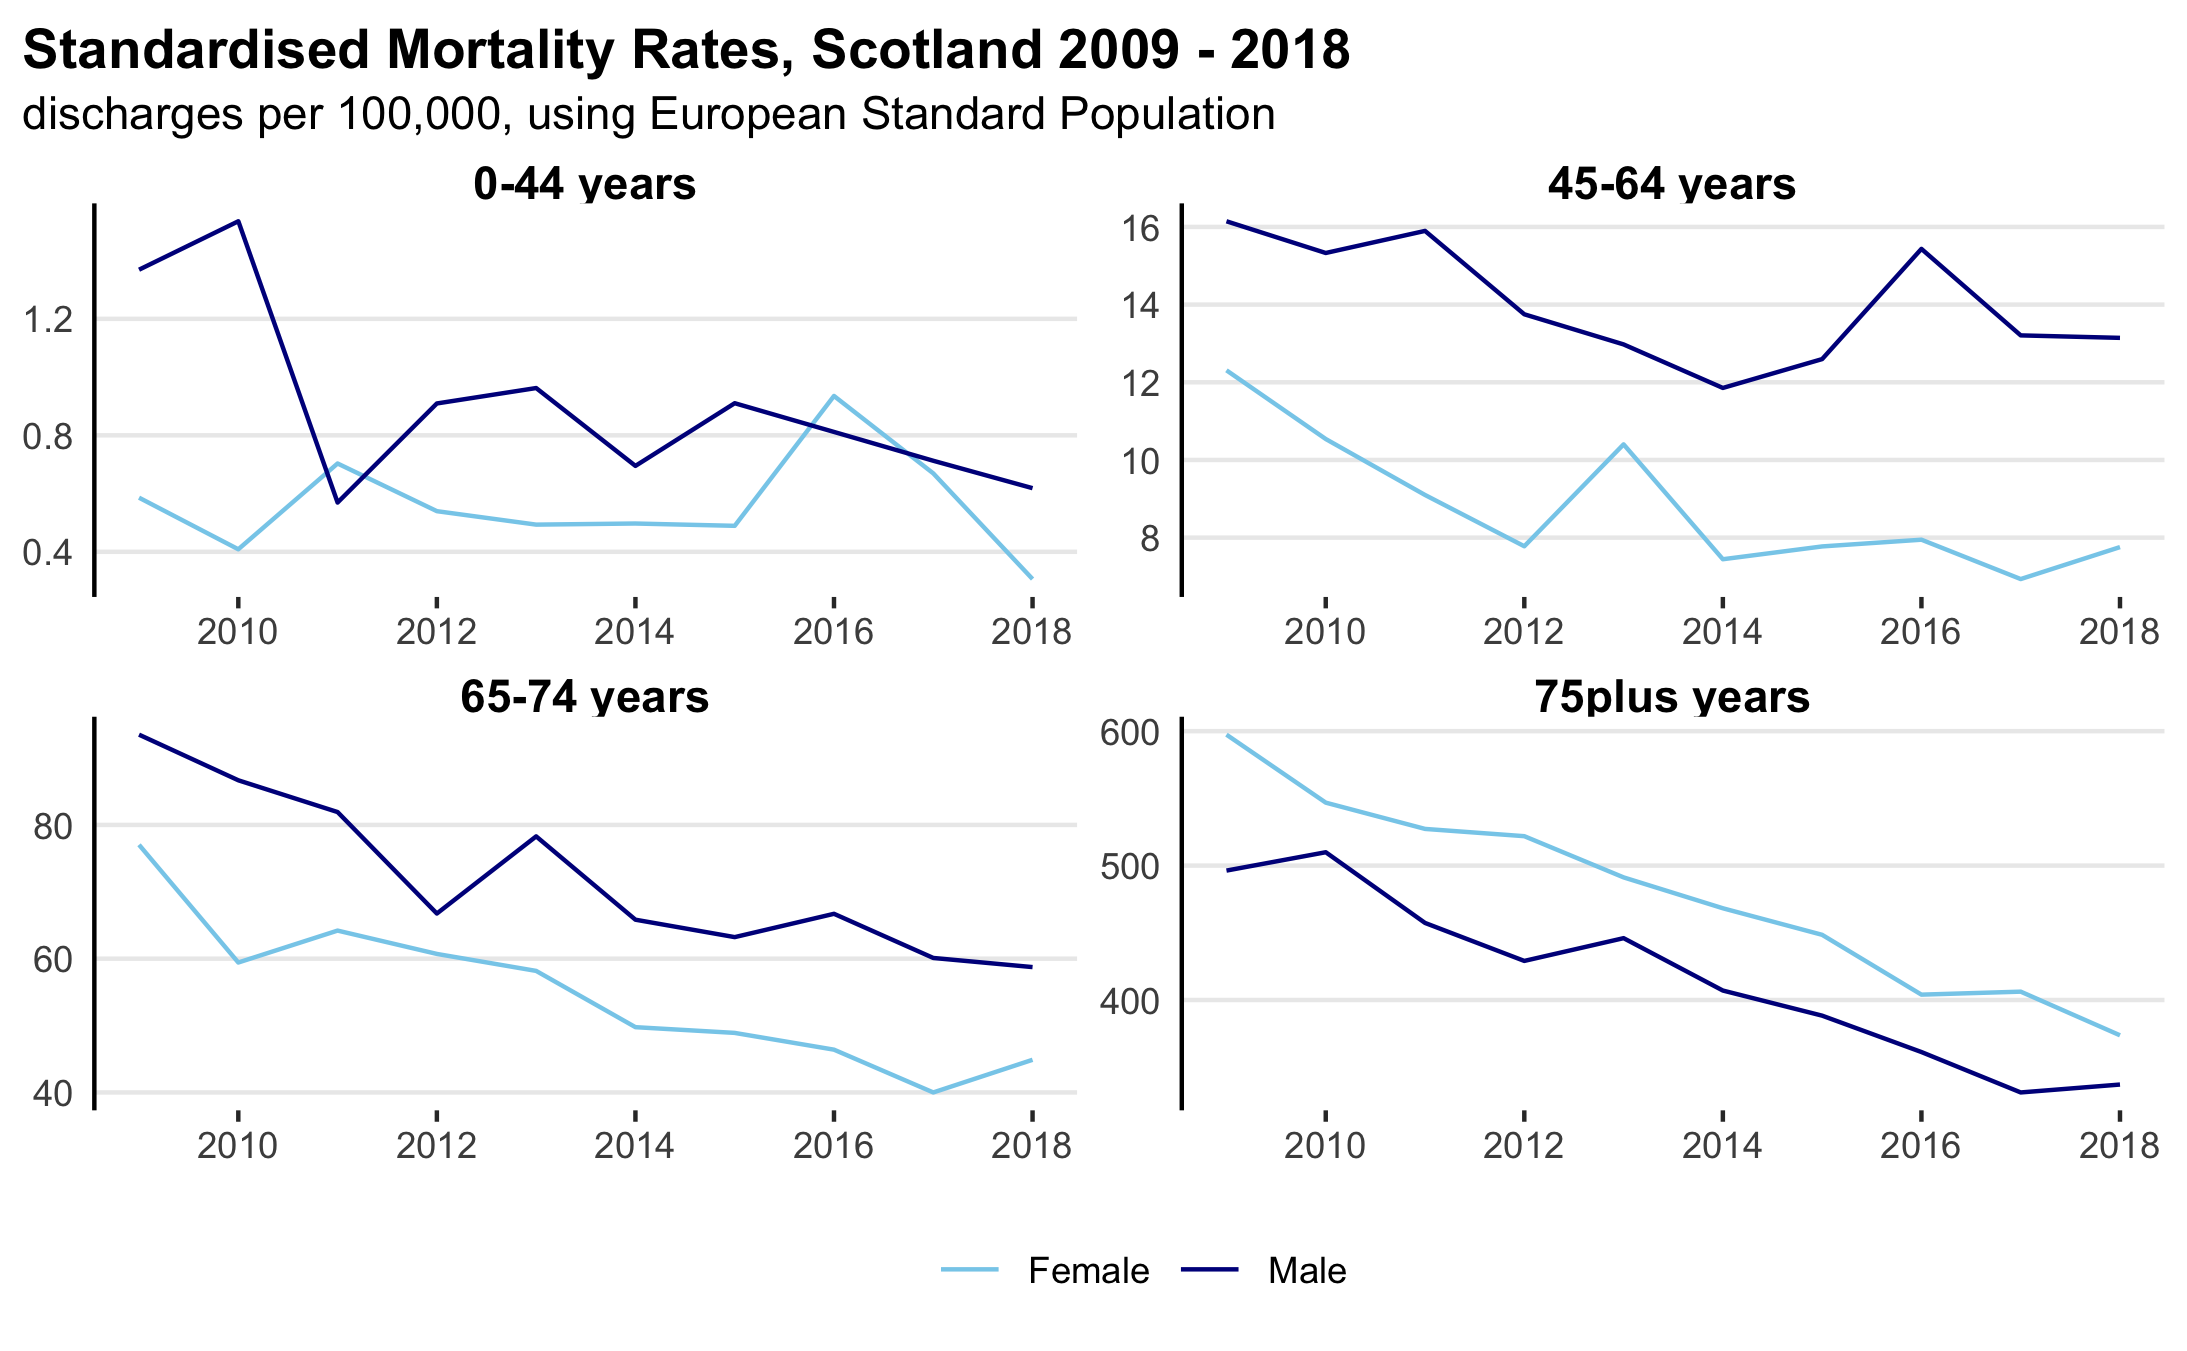 Standardised Mortality Rates, Scotland 2009 - 2018
discharges per 100,000, using European Standard Population
0-44 years
1.2
0.8
0.4
2010 2012 2014 2016 2018
45-64 years
16
14
12
10
8
2010 2012 2014 2016 2018
65-74 years
80
60
40
2010 2012 2014 2016 2018
75plus years
600
500
400
2010 2012 2014 2016 2018
Female Male